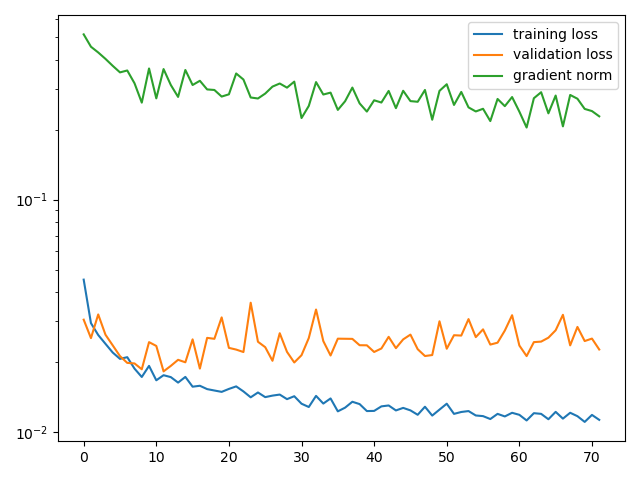 training loss
validation loss
gradient norm
10⁻¹
10⁻²
0 10 20 30 40 50 60 70